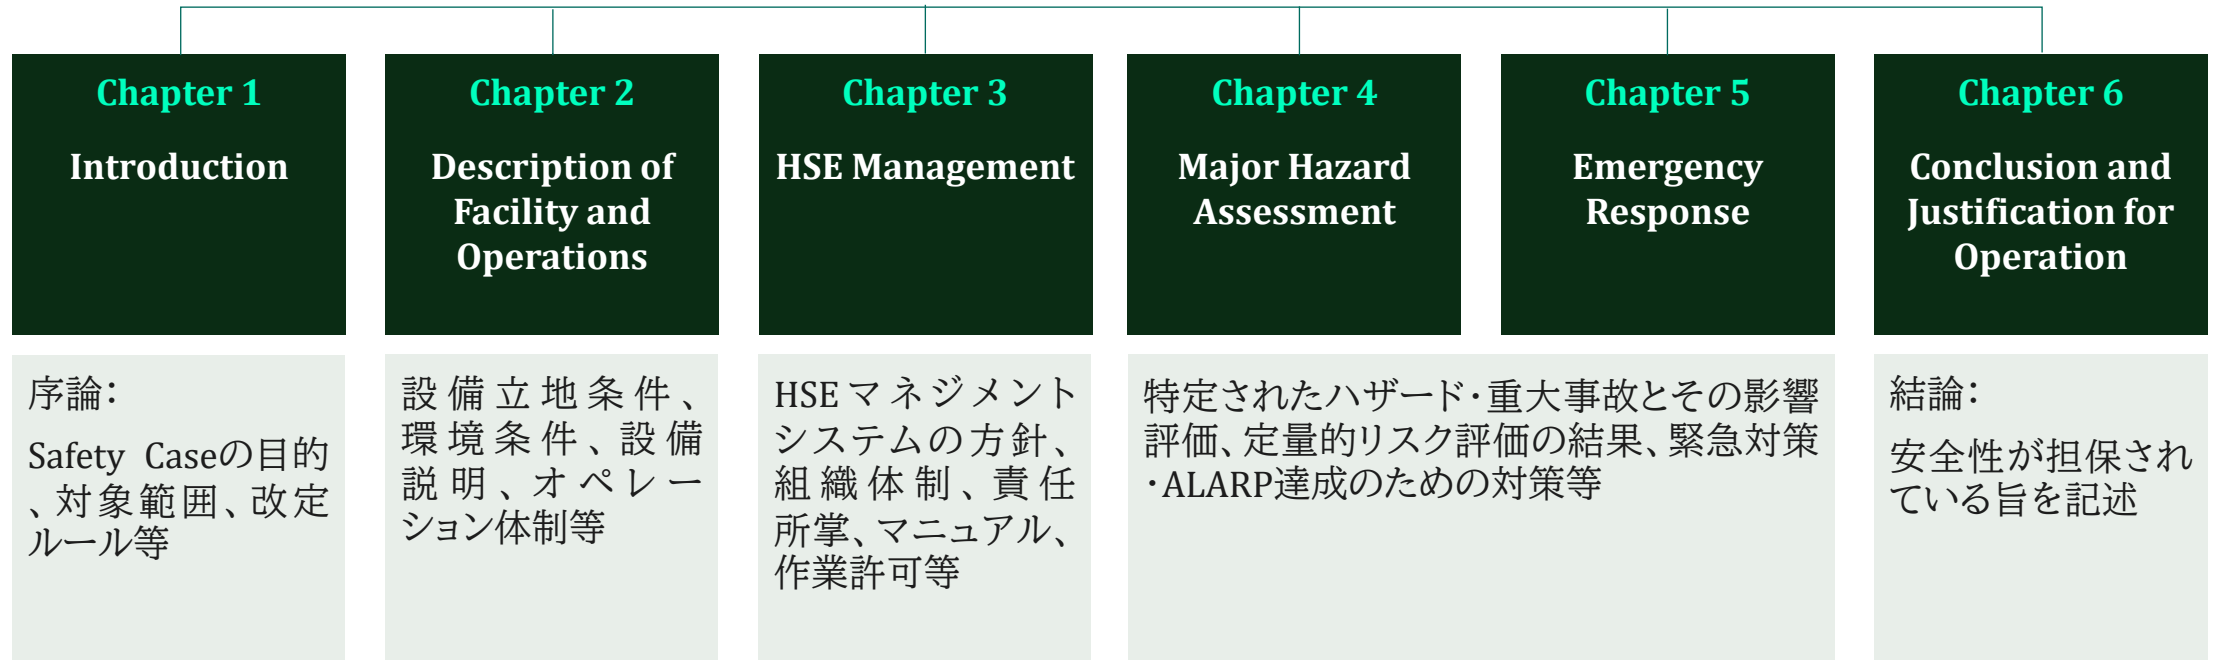 Chapter 1
Introduction
Chapter 2
Description of
Facility and
Operations
Chapter 3
HSE Management
Chapter 4
Major Hazard
Assessment
Chapter 5
Emergency
Response
Chapter 6
Conclusion and
Justification for
Operation
序論：
Safety Caseの目的
、対象範囲、改定
ルール等
設備立地条件、
環境条件、設備
説明、オペレー
ション体制等
HSEマネジメント
システムの方針、
組織体制、責任
所掌、マニュアル、
作業許可等
特定されたハザード・重大事故とその影響
評価、定量的リスク評価の結果、緊急対策
・ALARP達成のための対策等
結論：
安全性が担保され
ている旨を記述